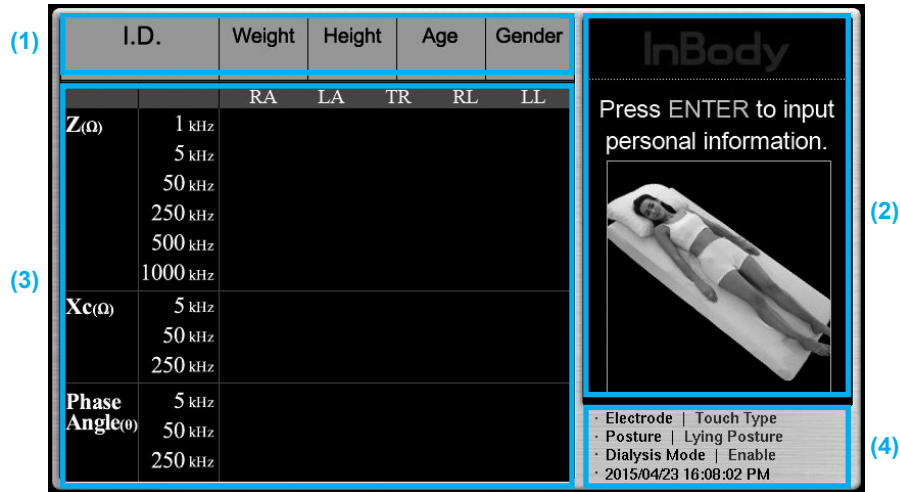 (1)
I.D. Weight Height Age Gender
InBody
Press ENTER to input
personal information.
(2)
(3)
RA LA TR RL LL
Z(Ω) 1 kHz
5 kHz
50 kHz
250 kHz
500 kHz
1000 kHz
Xc(Ω) 5 kHz
50 kHz
250 kHz
Phase 5 kHz
Angle(θ) 50 kHz
250 kHz
· Electrode | Touch Type
· Posture | Lying Posture
· Dialysis Mode | Enable
· 2015/04/23 16:08:02 PM
(4)